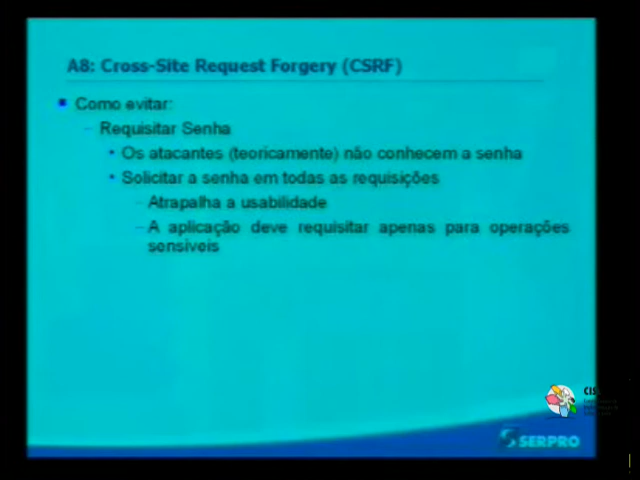 A8: Cross-Site Request Forgery (CSRF)
Como evitar:
Requisitar Senha
Os atacantes (teoricamente) não conhecem a senha
Solicitar a senha em todas as requisições
Atrapalha a usabilidade
A aplicação deve requisitar apenas para operações
sensíveis
CIS
SERPRO